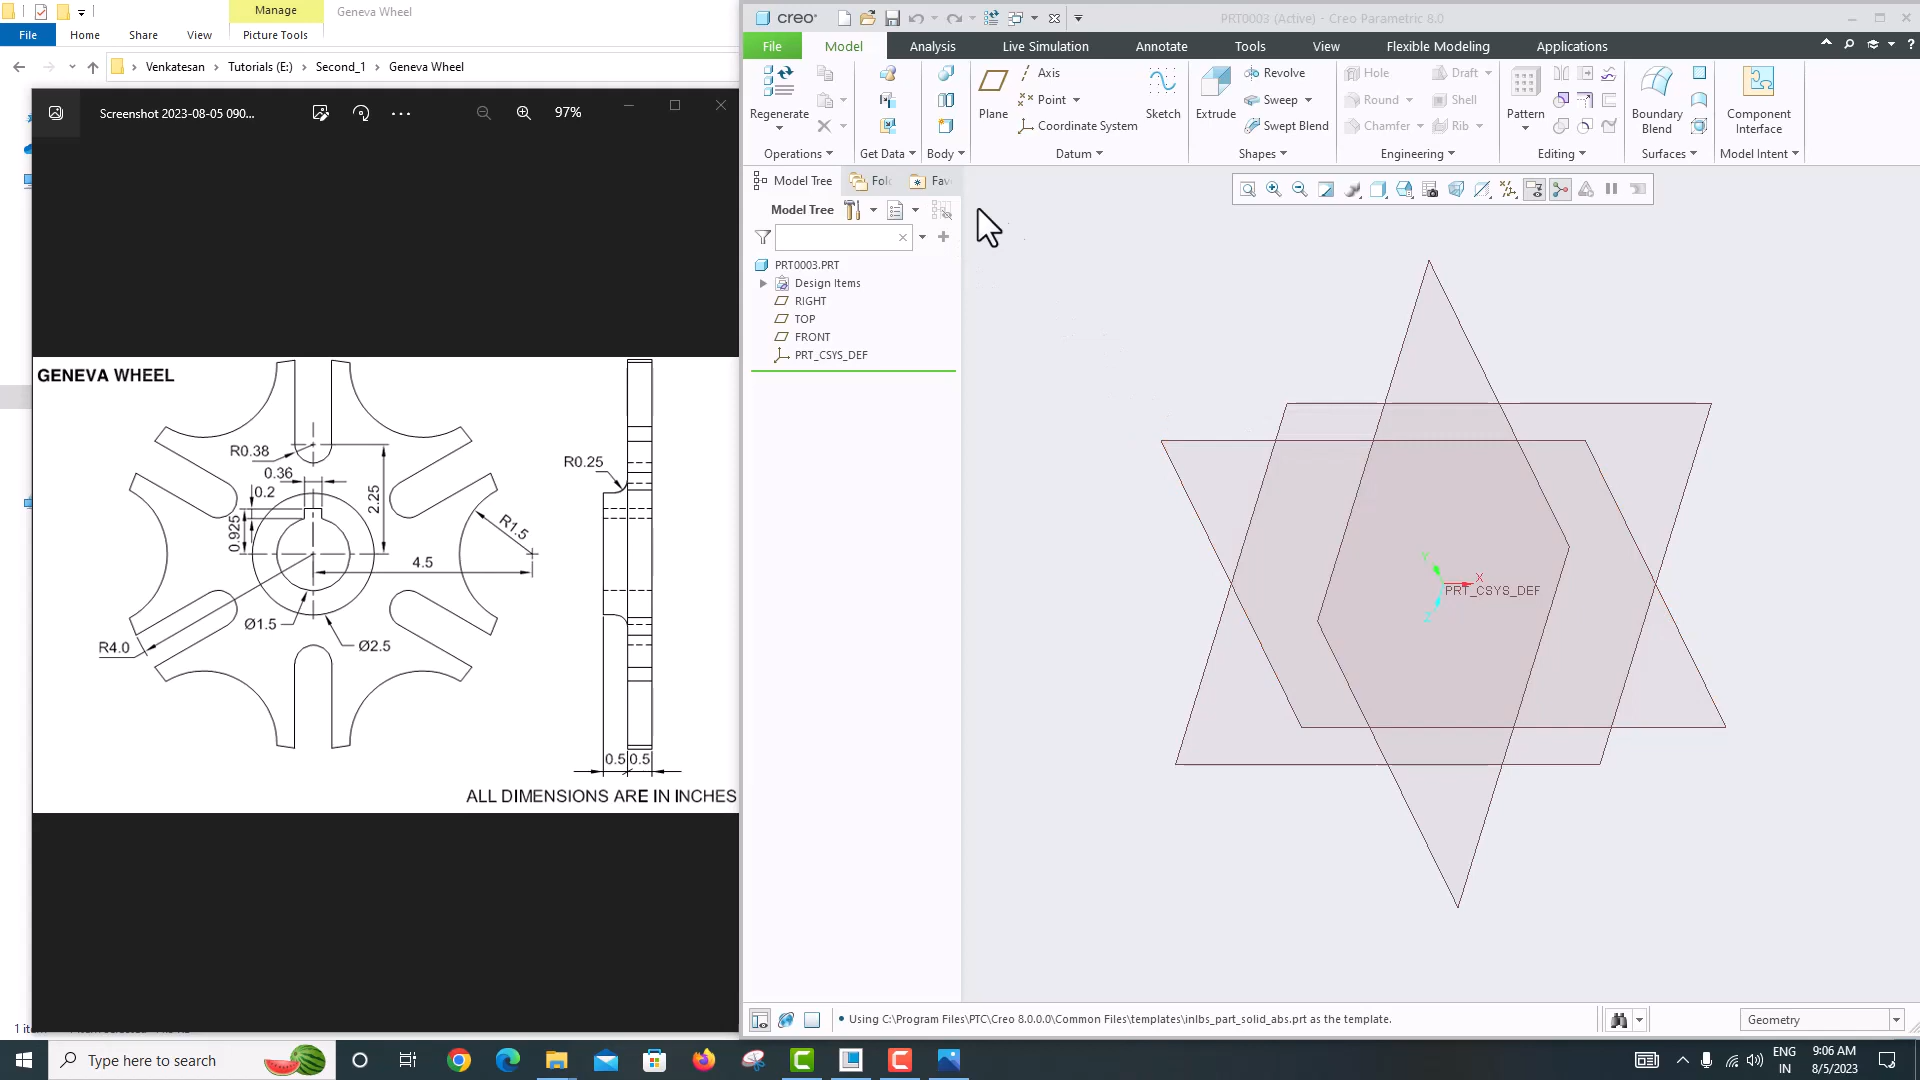 Manage
Geneva Wheel
File Home Share View Picture Tools
Venkatesan Tutorials (E:) Second_1 Geneva Wheel
Screenshot 2023-08-05 090...
97%
GENEVA WHEEL
R0.38
0.36
0.2
0.925
2.25
R1.5
4.5
R4.0
Ø1.5
Ø2.5
R0.25
0.5 0.5
ALL DIMENSIONS ARE IN INCHES
creo
PRT0003 (Active) - Creo Parametric 8.0
File Model Analysis Live Simulation Annotate Tools View Flexible Modeling Applications
Regenerate
Operations
Get Data
Body
Plane
Axis
Point
Coordinate System
Sketch
Datum
Extrude
Revolve
Sweep
Swept Blend
Shapes
Hole
Round
Chamfer
Draft
Shell
Rib
Engineering
Pattern
Editing
Boundary
Blend
Surfaces
Component
Interface
Model Intent
Model Tree
Model Tree
PRT0003.PRT
Design Items
RIGHT
TOP
FRONT
PRT_CSYS_DEF
Y
X
PRT_CSYS_DEF
Z
• Using C:\Program Files\PTC\Creo 8.0.0.0\Common Files\templates\inlbs_part_solid_abs.prt as the template.
Geometry
Type here to search
ENG
IN
9:06 AM
8/5/2023